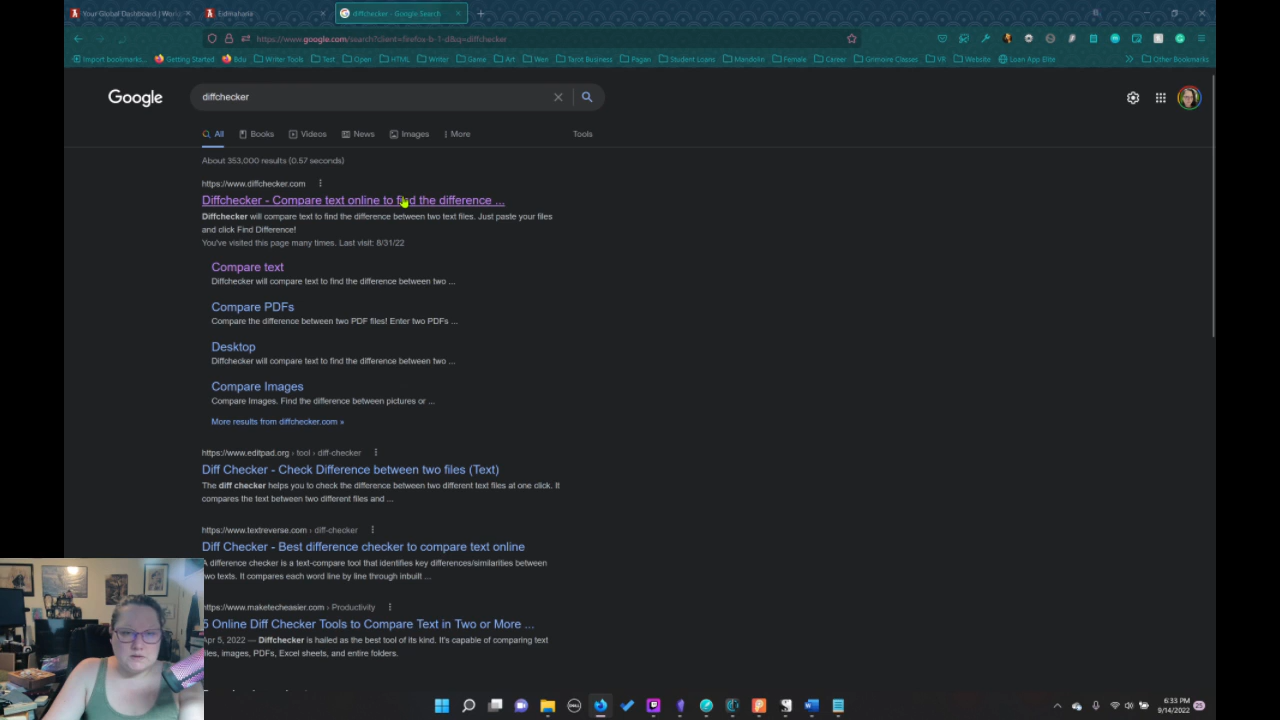 Your Global Dashboard | World
Eidmaharia
diffchecker - Google Search
https://www.google.com/search?client=firefox-b-1-d&q=diffchecker
Import bookmarks... Getting Started Edu Writer Tools Test Open HTML Writer Game Art Wen Tarot Business Pagan Student Loans Mandolin Female Career Grimoire Classes VR Website Loan App Elite Other Bookmarks
Google
diffchecker
All Books Videos News Images More Tools
About 353,000 results (0.57 seconds)
https://www.diffchecker.com
Diffchecker - Compare text online to find the difference ...
Diffchecker will compare text to find the difference between two text files. Just paste your files
and click Find Difference!
You've visited this page many times. Last visit: 8/31/22
Compare text
Diffchecker will compare text to find the difference between two ...
Compare PDFs
Compare the difference between two PDF files! Enter two PDFs ...
Desktop
Diffchecker will compare text to find the difference between two ...
Compare Images
Compare Images. Find the difference between pictures or ...
More results from diffchecker.com »
https://www.editpad.org › tool › diff-checker
Diff Checker - Check Difference between two files (Text)
The diff checker helps you to check the difference between two different text files at one click. It
compares the text between two different files and ...
https://www.textreverse.com › diff-checker
Diff Checker - Best difference checker to compare text online
A difference checker is a text-compare tool that identifies key differences/similarities between
two texts. It compares each word line by line through inbuilt ...
https://www.maketecheasier.com › Productivity
5 Online Diff Checker Tools to Compare Text in Two or More ...
Apr 5, 2022 — Diffchecker is hailed as the best tool of its kind. It's capable of comparing text
files, images, PDFs, Excel sheets, and entire folders.
DELL
6:33 PM
9/14/2022
25